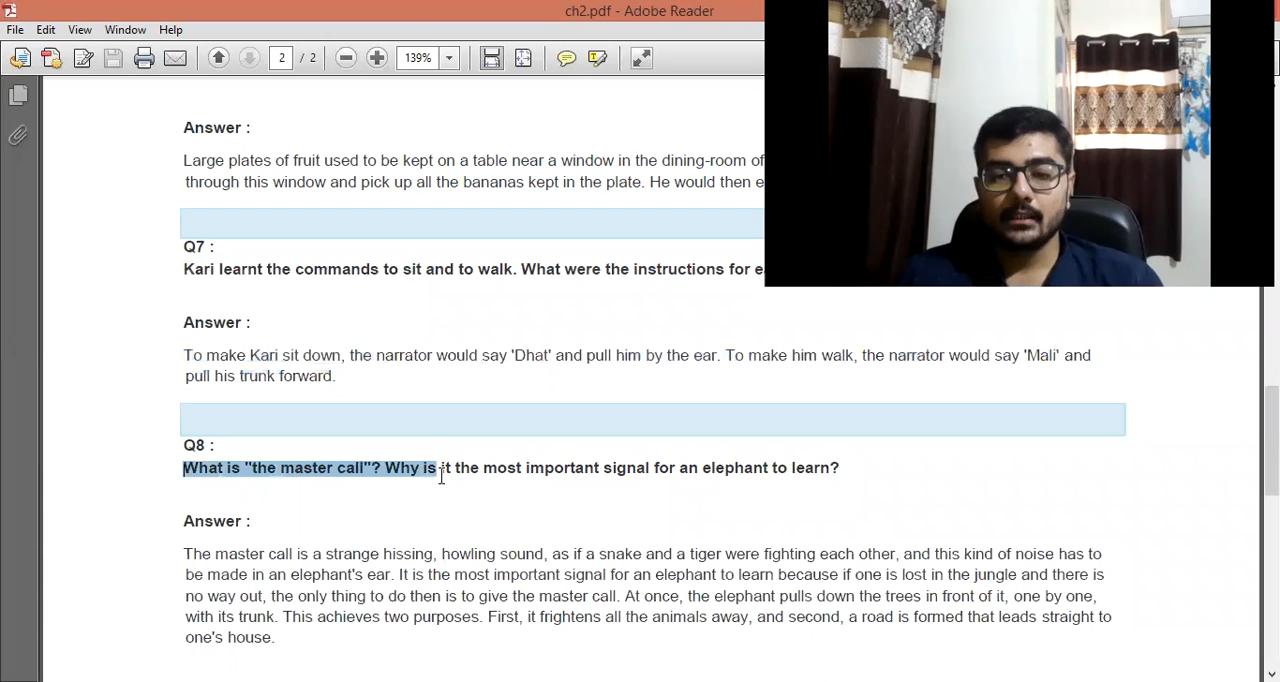 ch2.pdf - Adobe Reader
File Edit View Window Help
2 / 2 139%
Answer :
Large plates of fruit used to be kept on a table near a window in the dining-room of
through this window and pick up all the bananas kept in the plate. He would then e
Q7 :
Kari learnt the commands to sit and to walk. What were the instructions for e
Answer :
To make Kari sit down, the narrator would say 'Dhat' and pull him by the ear. To make him walk, the narrator would say 'Mali' and
pull his trunk forward.
Q8 :
What is "the master call"? Why is it the most important signal for an elephant to learn?
Answer :
The master call is a strange hissing, howling sound, as if a snake and a tiger were fighting each other, and this kind of noise has to
be made in an elephant's ear. It is the most important signal for an elephant to learn because if one is lost in the jungle and there is
no way out, the only thing to do then is to give the master call. At once, the elephant pulls down the trees in front of it, one by one,
with its trunk. This achieves two purposes. First, it frightens all the animals away, and second, a road is formed that leads straight to
one's house.